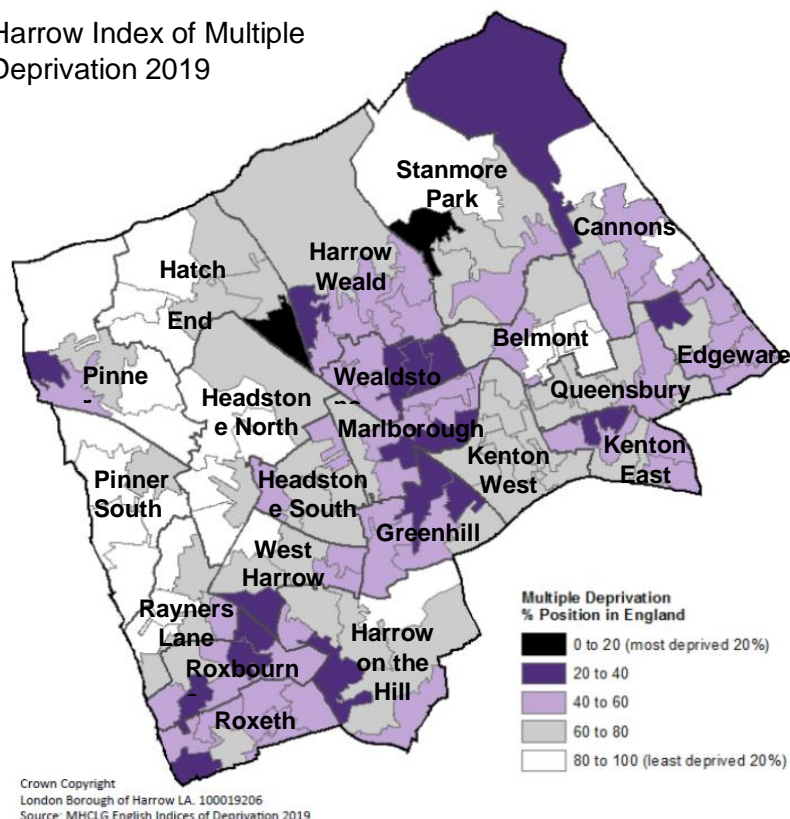 Harrow Index of Multiple
Deprivation 2019
Stanmore
Park
Cannons
Hatch
End
Harrow
Weald
Belmont
Edgeware
Pinne
Wealdsto
Queensbury
Headston
e North
Marlborough
Kenton
East
Kenton
West
Pinner
South
Headston
e South
Greenhill
West
Harrow
Rayners
Lane
Harrow
on the
Hill
Roxbourn
Roxeth
Multiple Deprivation
% Position in England
0 to 20 (most deprived 20%)
20 to 40
40 to 60
60 to 80
80 to 100 (least deprived 20%)
Crown Copyright
London Borough of Harrow LA. 100019206
Source: MHCLG English Indices of Deprivation 2019